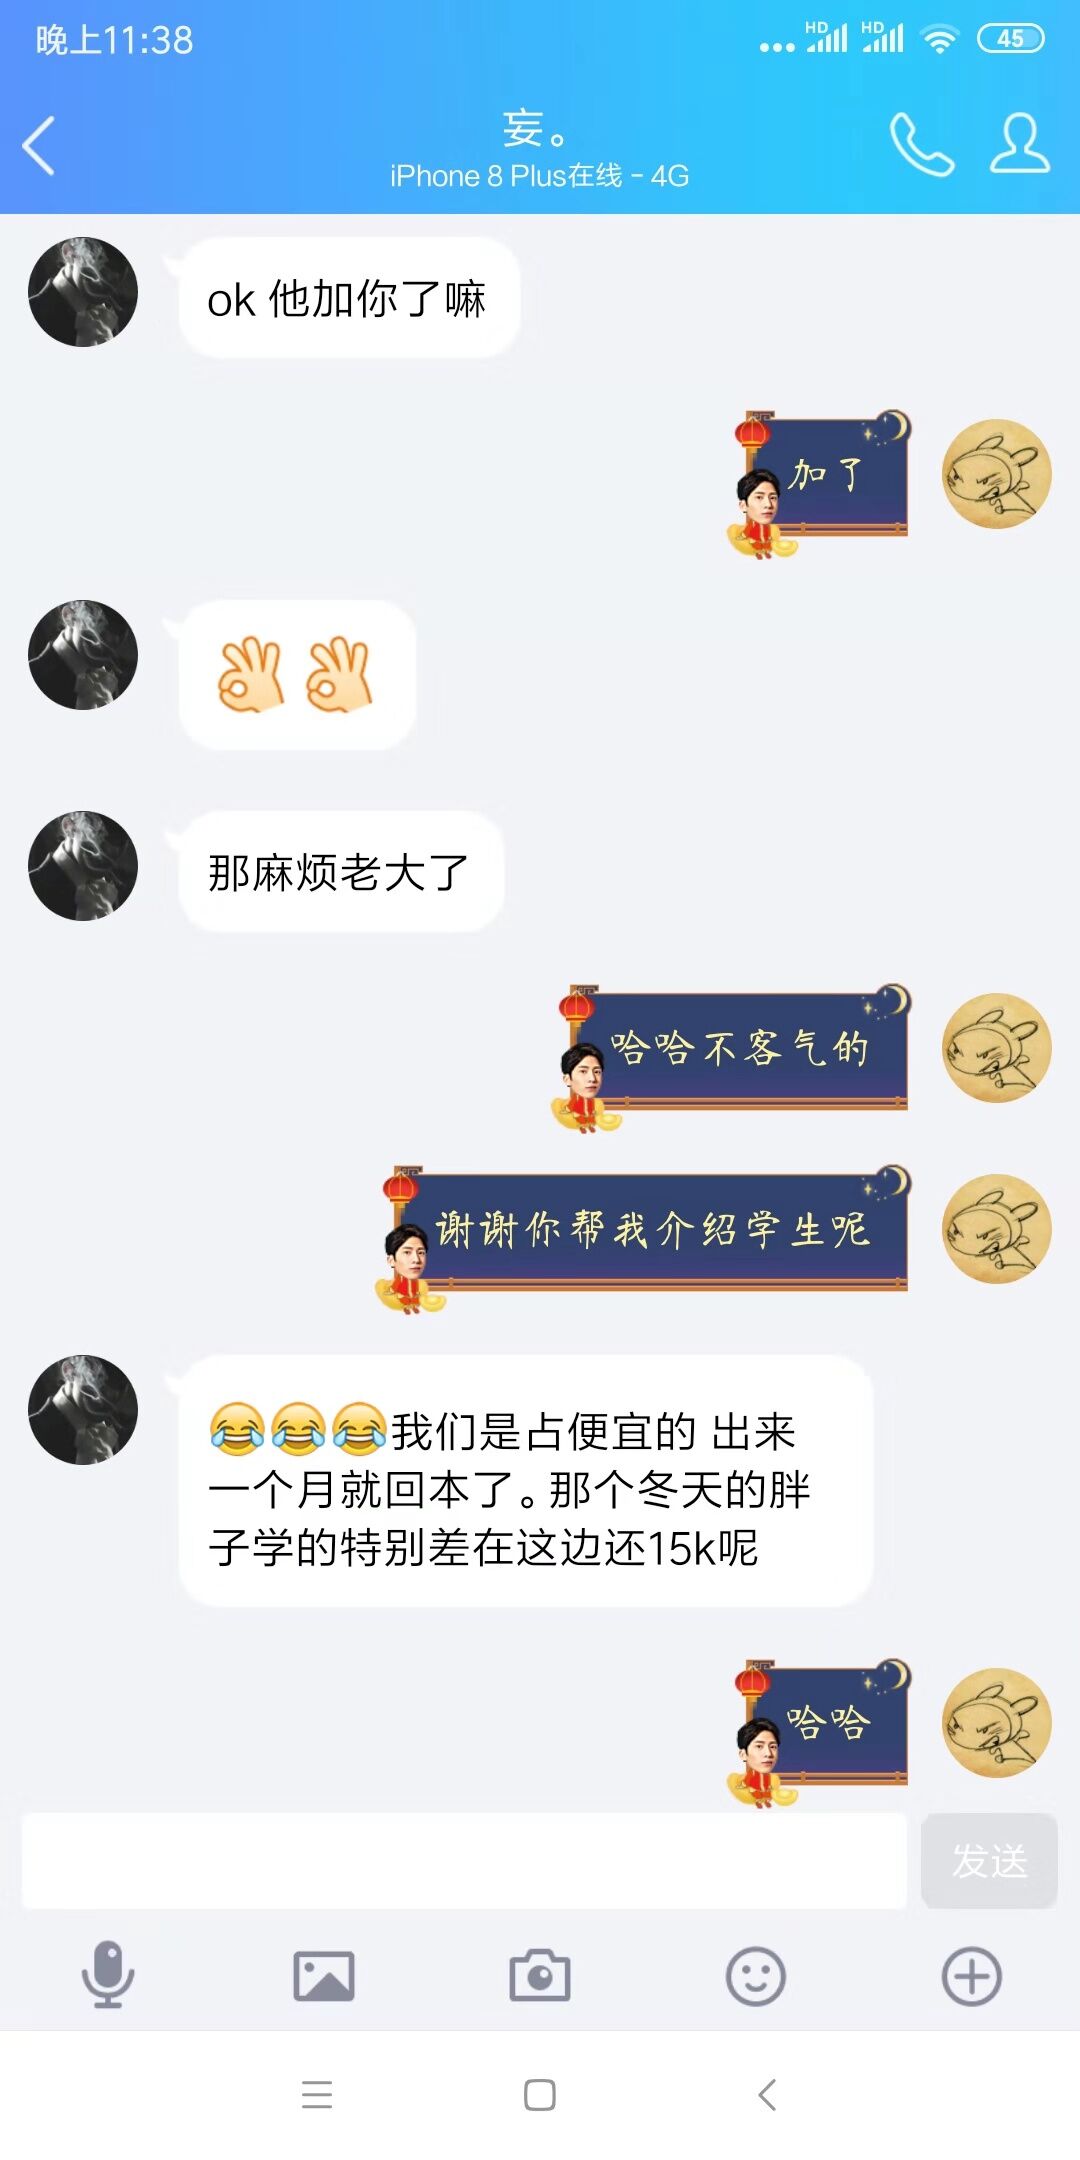 晚上11:38
HD
HD
45
妄。
iPhone 8 Plus在线 - 4G
ok 他加你了嘛
加了
那麻烦老大了
哈哈不客气的
谢谢你帮我介绍学生呢
😂😂😂我们是占便宜的 出来
一个月就回本了。那个冬天的胖
子学的特别差在这边还15k呢
哈哈
发送